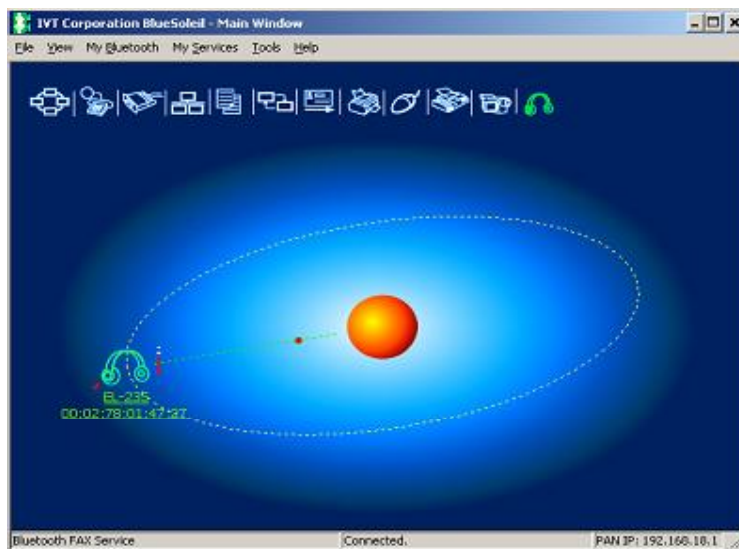 IVT Corporation BlueSoleil - Main Window
File View My Bluetooth My Services Tools Help
EL-235
00:02:78:01:47:37
Bluetooth FAX Service Connected. PAN IP: 192.168.18.1